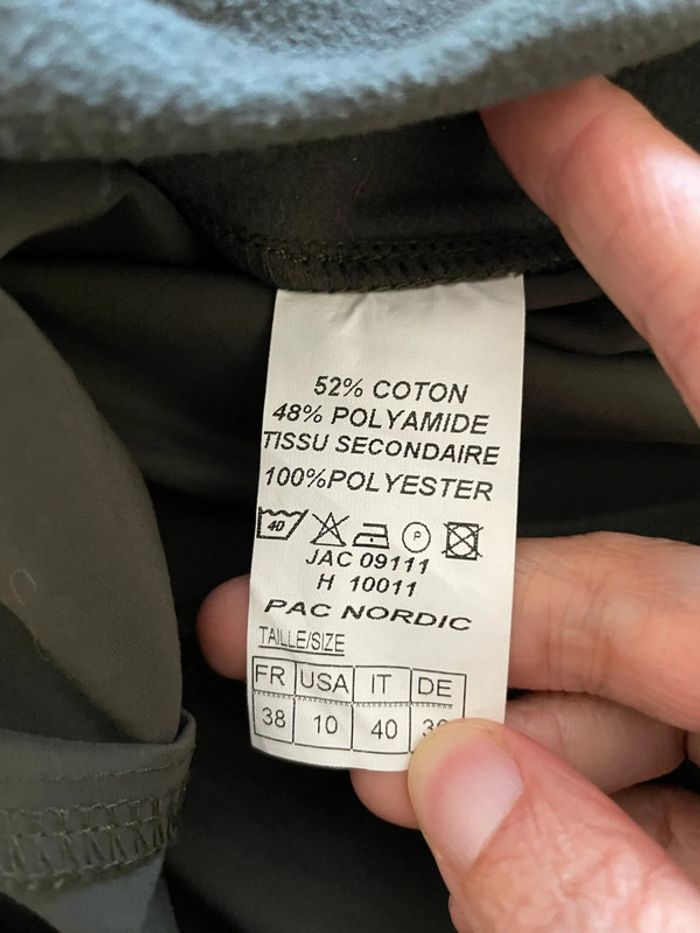 52% COTON
48% POLYAMIDE
TISSU SECONDAIRE
100%POLYESTER
40 P
JAC 09111
H 10011
PAC NORDIC
TAILLE/SIZE
FR USA IT DE
38 10 40